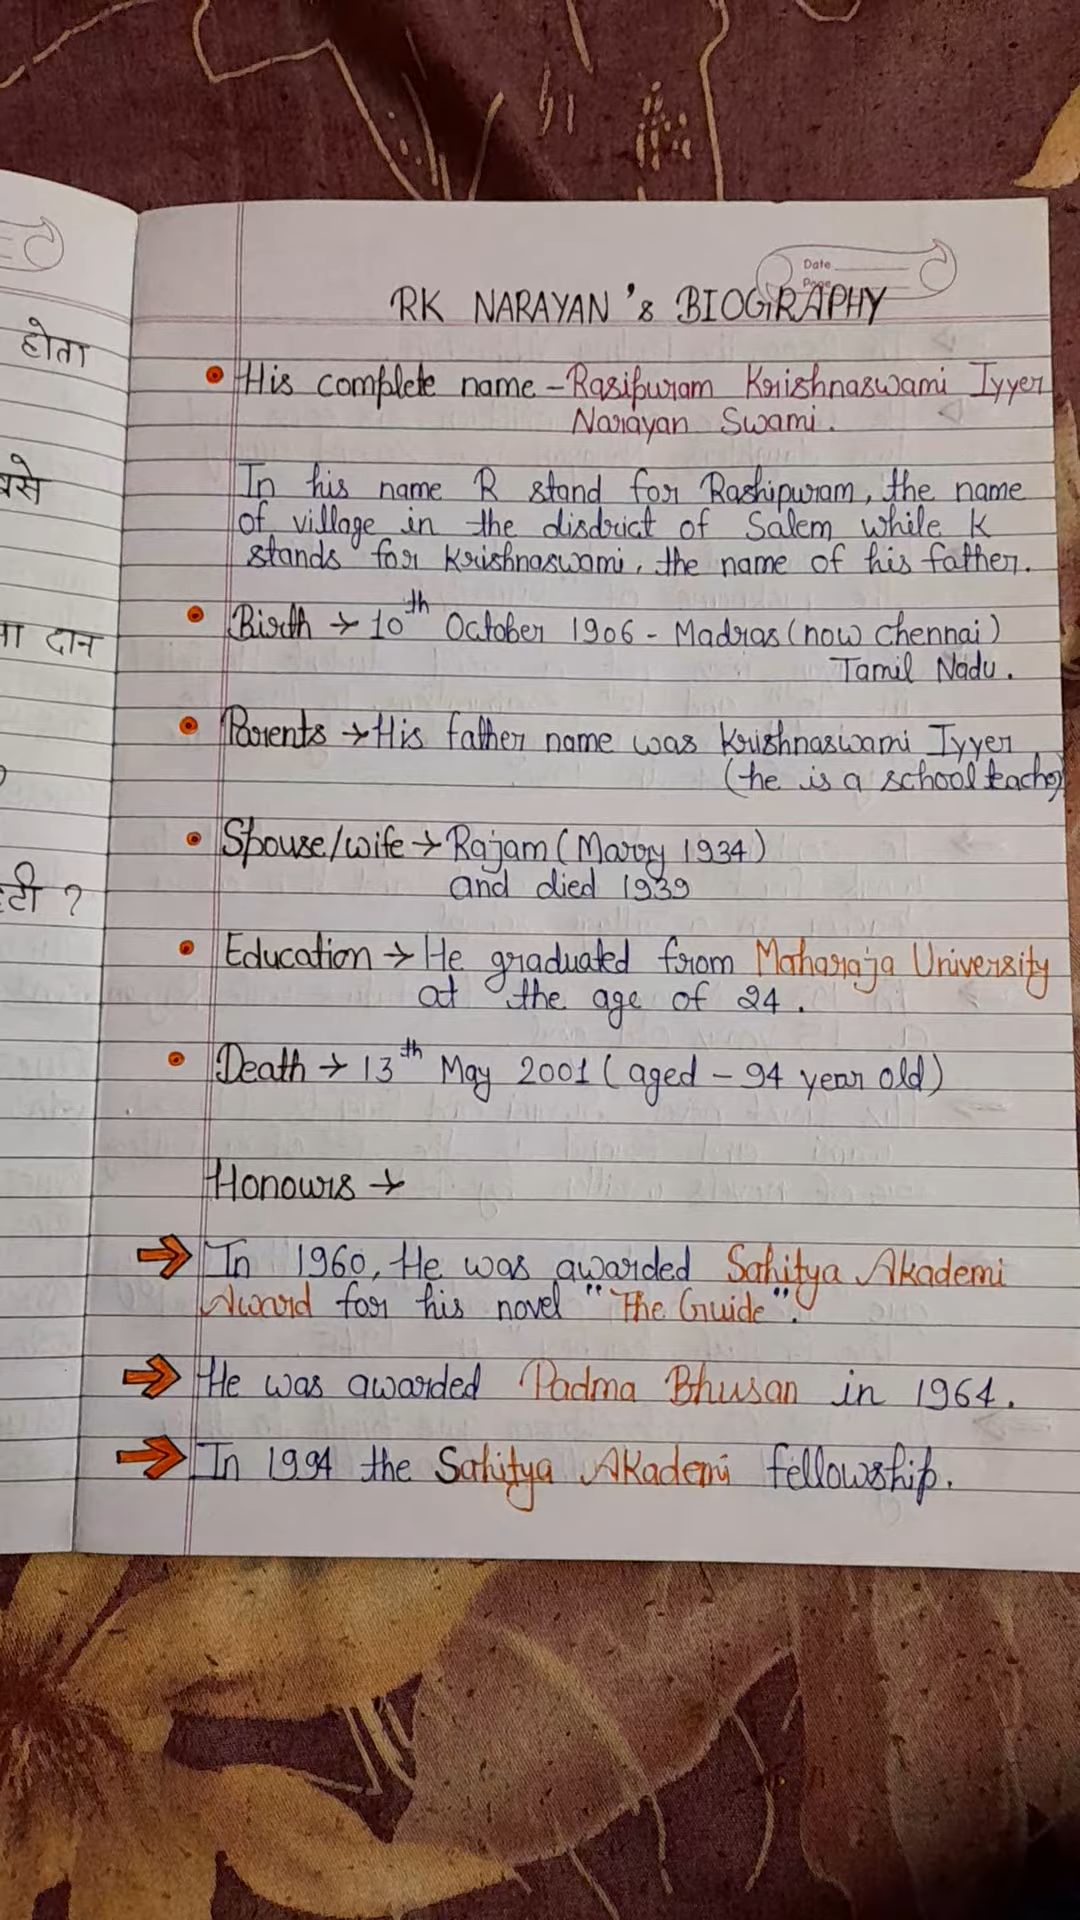 Date
Page
RK NARAYAN's BIOGRAPHY
His complete name - Rasipuram Krishnaswami Iyyer
Narayan Swami.
In his name R stand for Rashipuram, the name
of village in the disdrict of Salem while K
stands for Krishnaswami, the name of his father.
Birth → 10th October 1906 - Madras (now Chennai)
Tamil Nadu.
Parents → His father name was Krishnaswami Iyyer
(he is a school teacher)
Spouse/wife → Rajam (Marry 1934)
and died 1939
Education → He graduated from Maharaja University
at the age of 24.
Death → 13th May 2001 (aged - 94 year old)
Honours →
⇒ In 1960, He was awarded Sahitya Akademi
Award for his novel "The Guide".
⇒ He was awarded Padma Bhusan in 1964.
⇒ In 1994 the Sahitya Akademi fellowship.
होता
दान
?